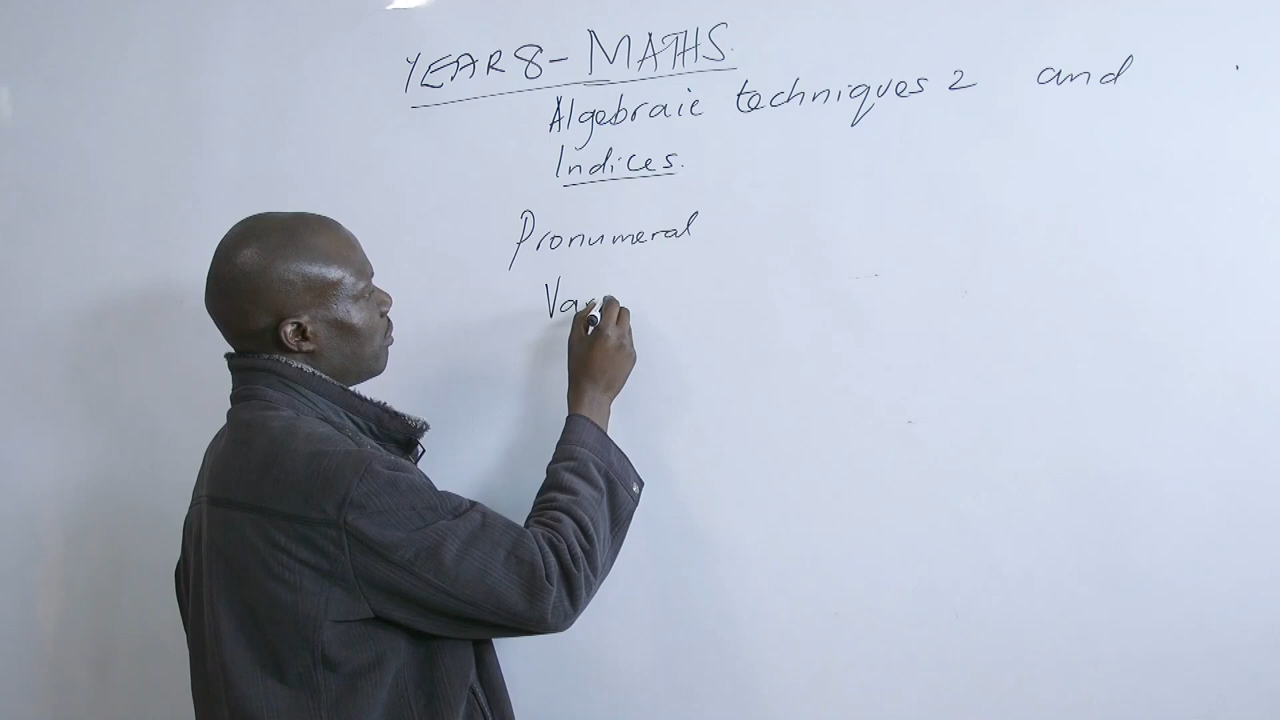 YEAR 8 - MATHS.
Algebraic techniques 2 and
Indices.
Pronumeral
Va